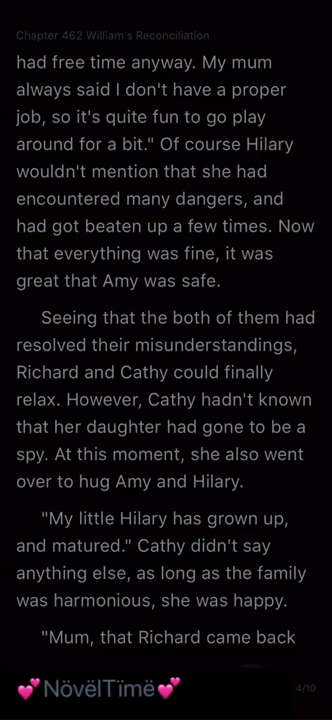 Chapter 462 William's Reconciliation
had free time anyway. My mum
always said I don't have a proper
job, so it's quite fun to go play
around for a bit." Of course Hilary
wouldn't mention that she had
encountered many dangers, and
had got beaten up a few times. Now
that everything was fine, it was
great that Amy was safe.
Seeing that the both of them had
resolved their misunderstandings,
Richard and Cathy could finally
relax. However, Cathy hadn't known
that her daughter had gone to be a
spy. At this moment, she also went
over to hug Amy and Hilary.
"My little Hilary has grown up,
and matured." Cathy didn't say
anything else, as long as the family
was harmonious, she was happy.
"Mum, that Richard came back
💕NövëlTïmë💕
4/10